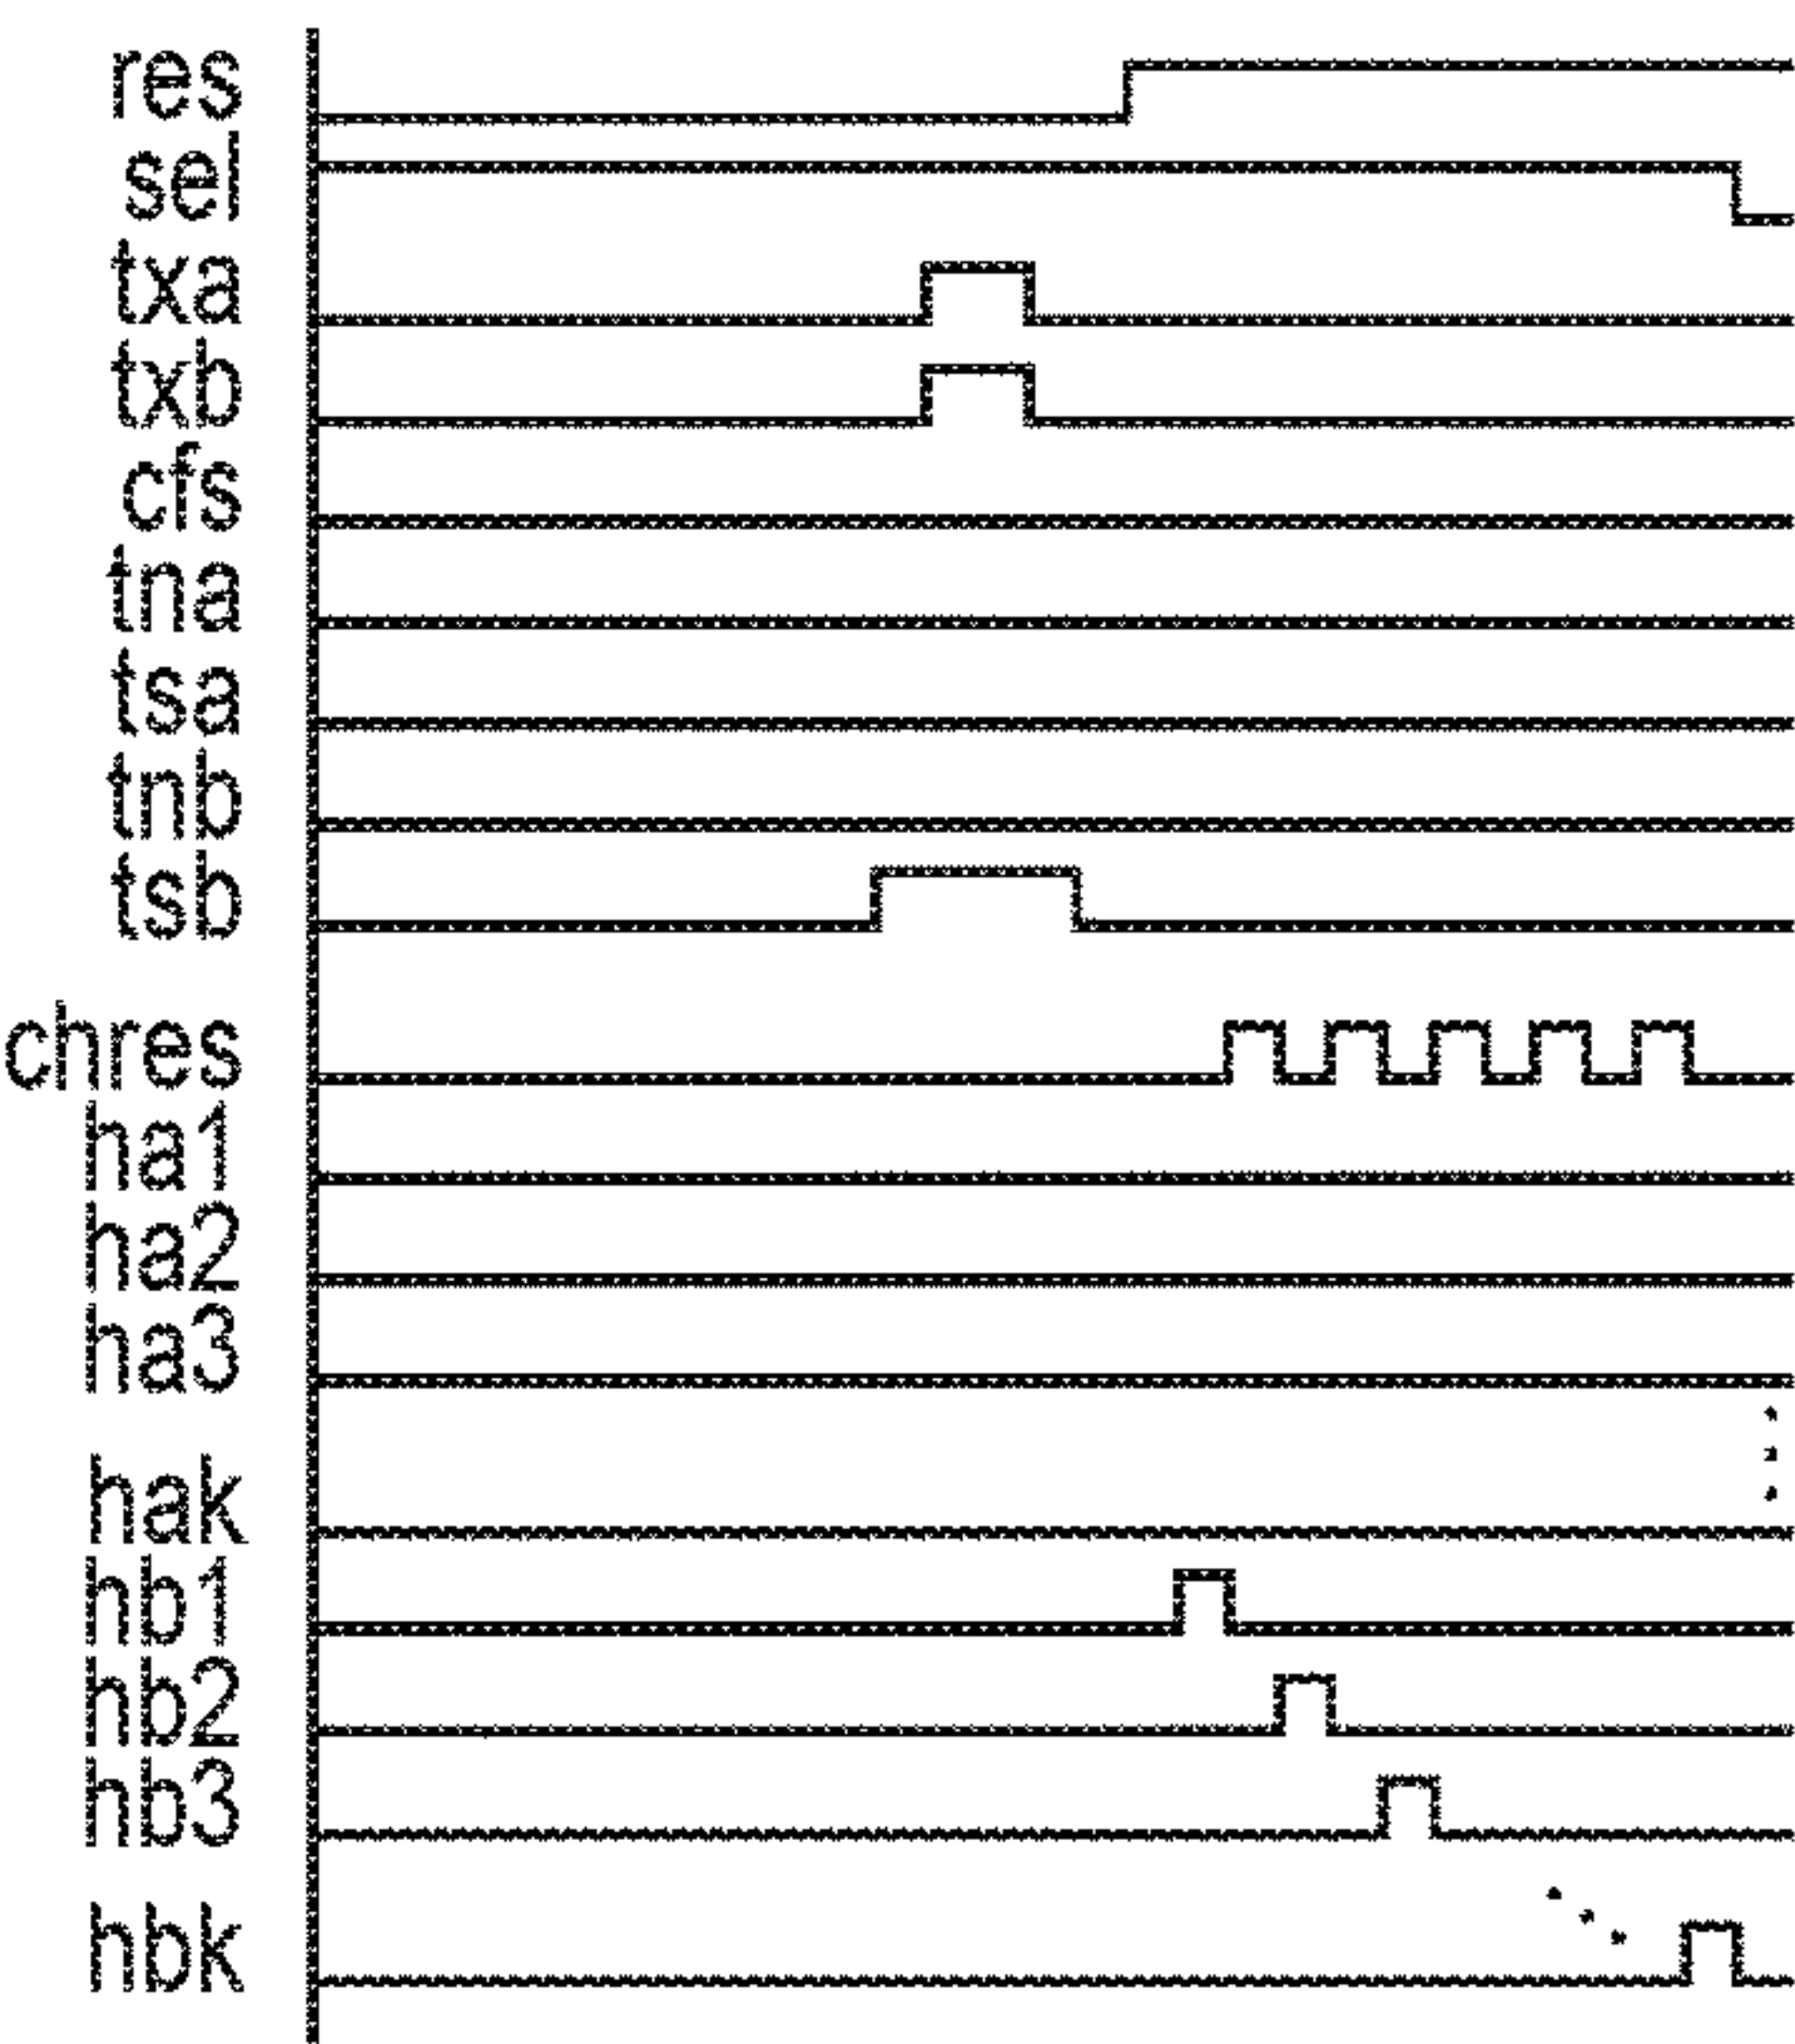 res
sel
txa
txb
cfs
tna
tsa
tnb
tsb
chres
ha1
ha2
ha3
hak
hb1
hb2
hb3
hbk